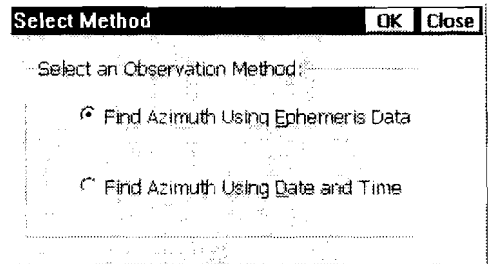 Select Method OK Close
Select an Observation Method:
Find Azimuth Using Ephemeris Data
Find Azimuth Using Date and Time